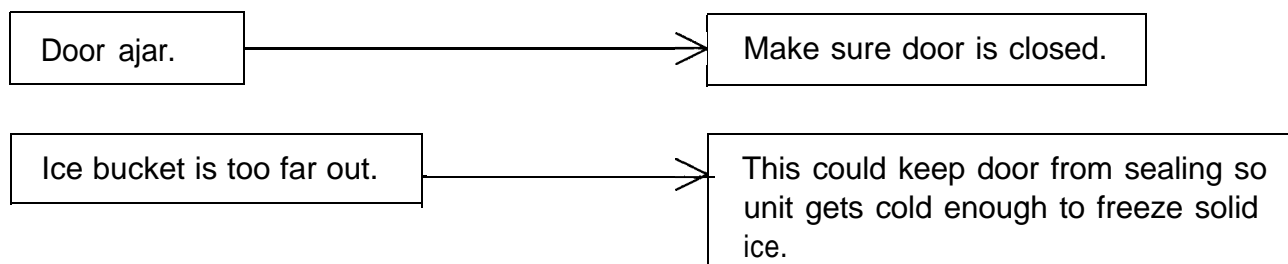 Door ajar.
Make sure door is closed.
Ice bucket is too far out.
This could keep door from sealing so
unit gets cold enough to freeze solid
ice.